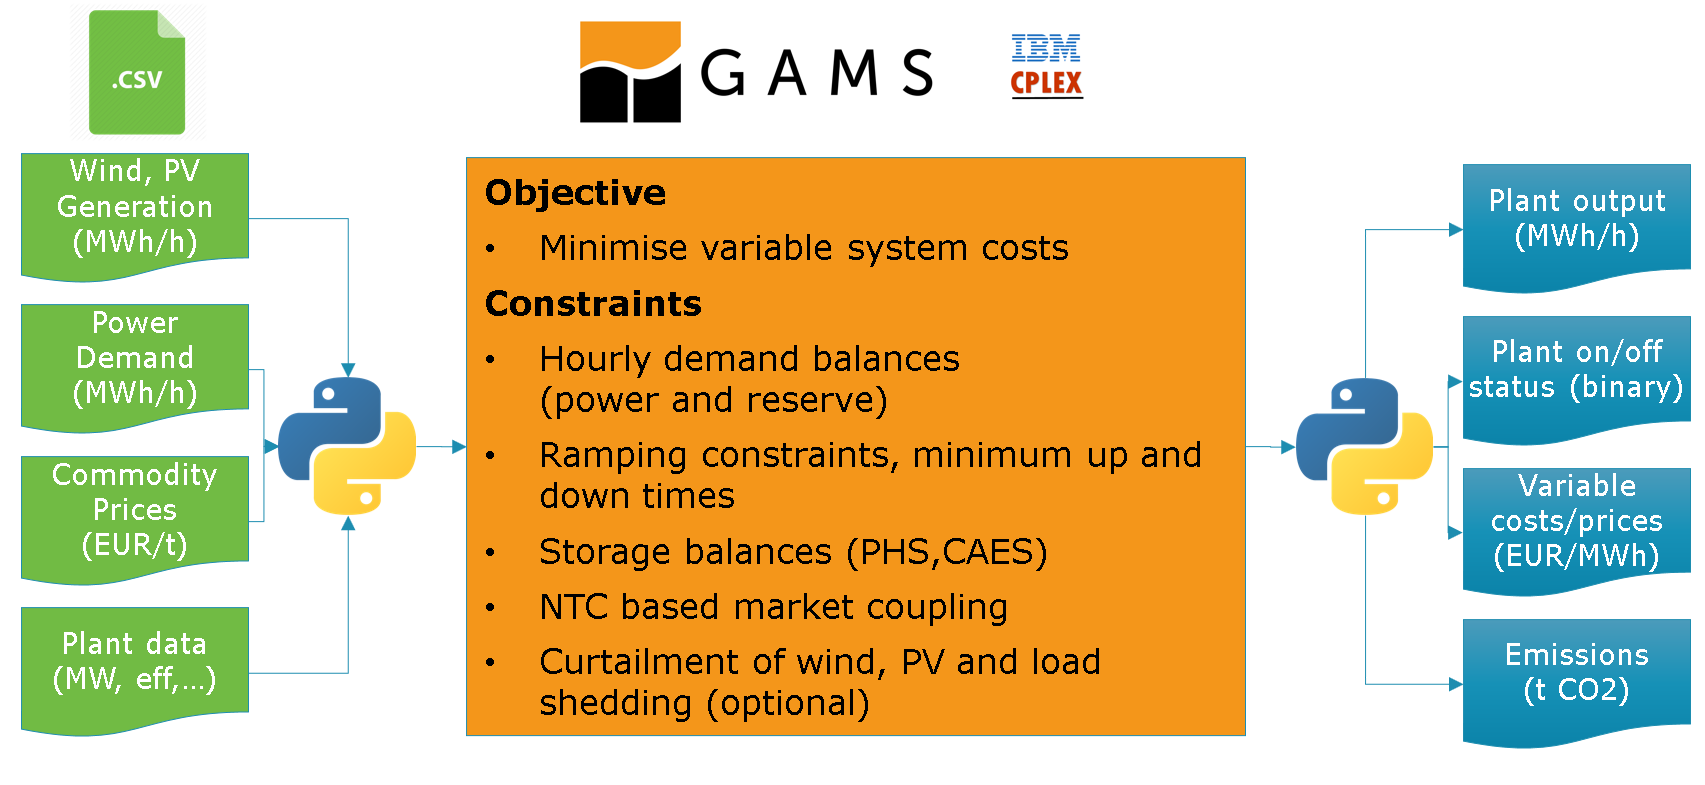 .CSV
GAMS
IBM
CPLEX
Wind, PV
Generation
(MWh/h)
Power
Demand
(MWh/h)
Commodity
Prices
(EUR/t)
Plant data
(MW, eff,...)
Objective
• Minimise variable system costs
Constraints
• Hourly demand balances
(power and reserve)
• Ramping constraints, minimum up and
down times
• Storage balances (PHS,CAES)
• NTC based market coupling
• Curtailment of wind, PV and load
shedding (optional)
Plant output
(MWh/h)
Plant on/off
status (binary)
Variable
costs/prices
(EUR/MWh)
Emissions
(t CO2)